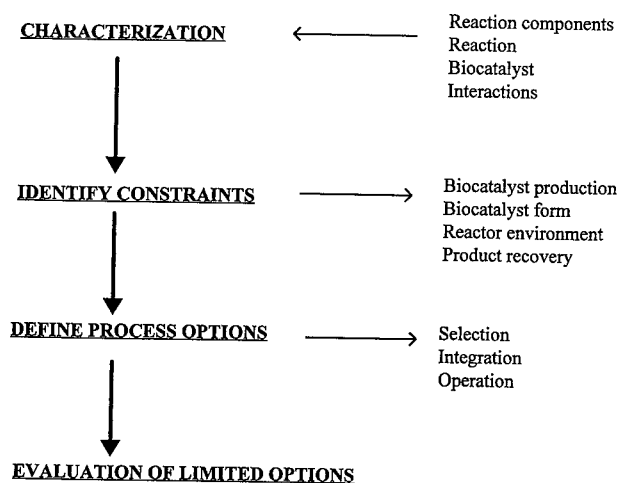 CHARACTERIZATION
Reaction components
Reaction
Biocatalyst
Interactions
IDENTIFY CONSTRAINTS
Biocatalyst production
Biocatalyst form
Reactor environment
Product recovery
DEFINE PROCESS OPTIONS
Selection
Integration
Operation
EVALUATION OF LIMITED OPTIONS